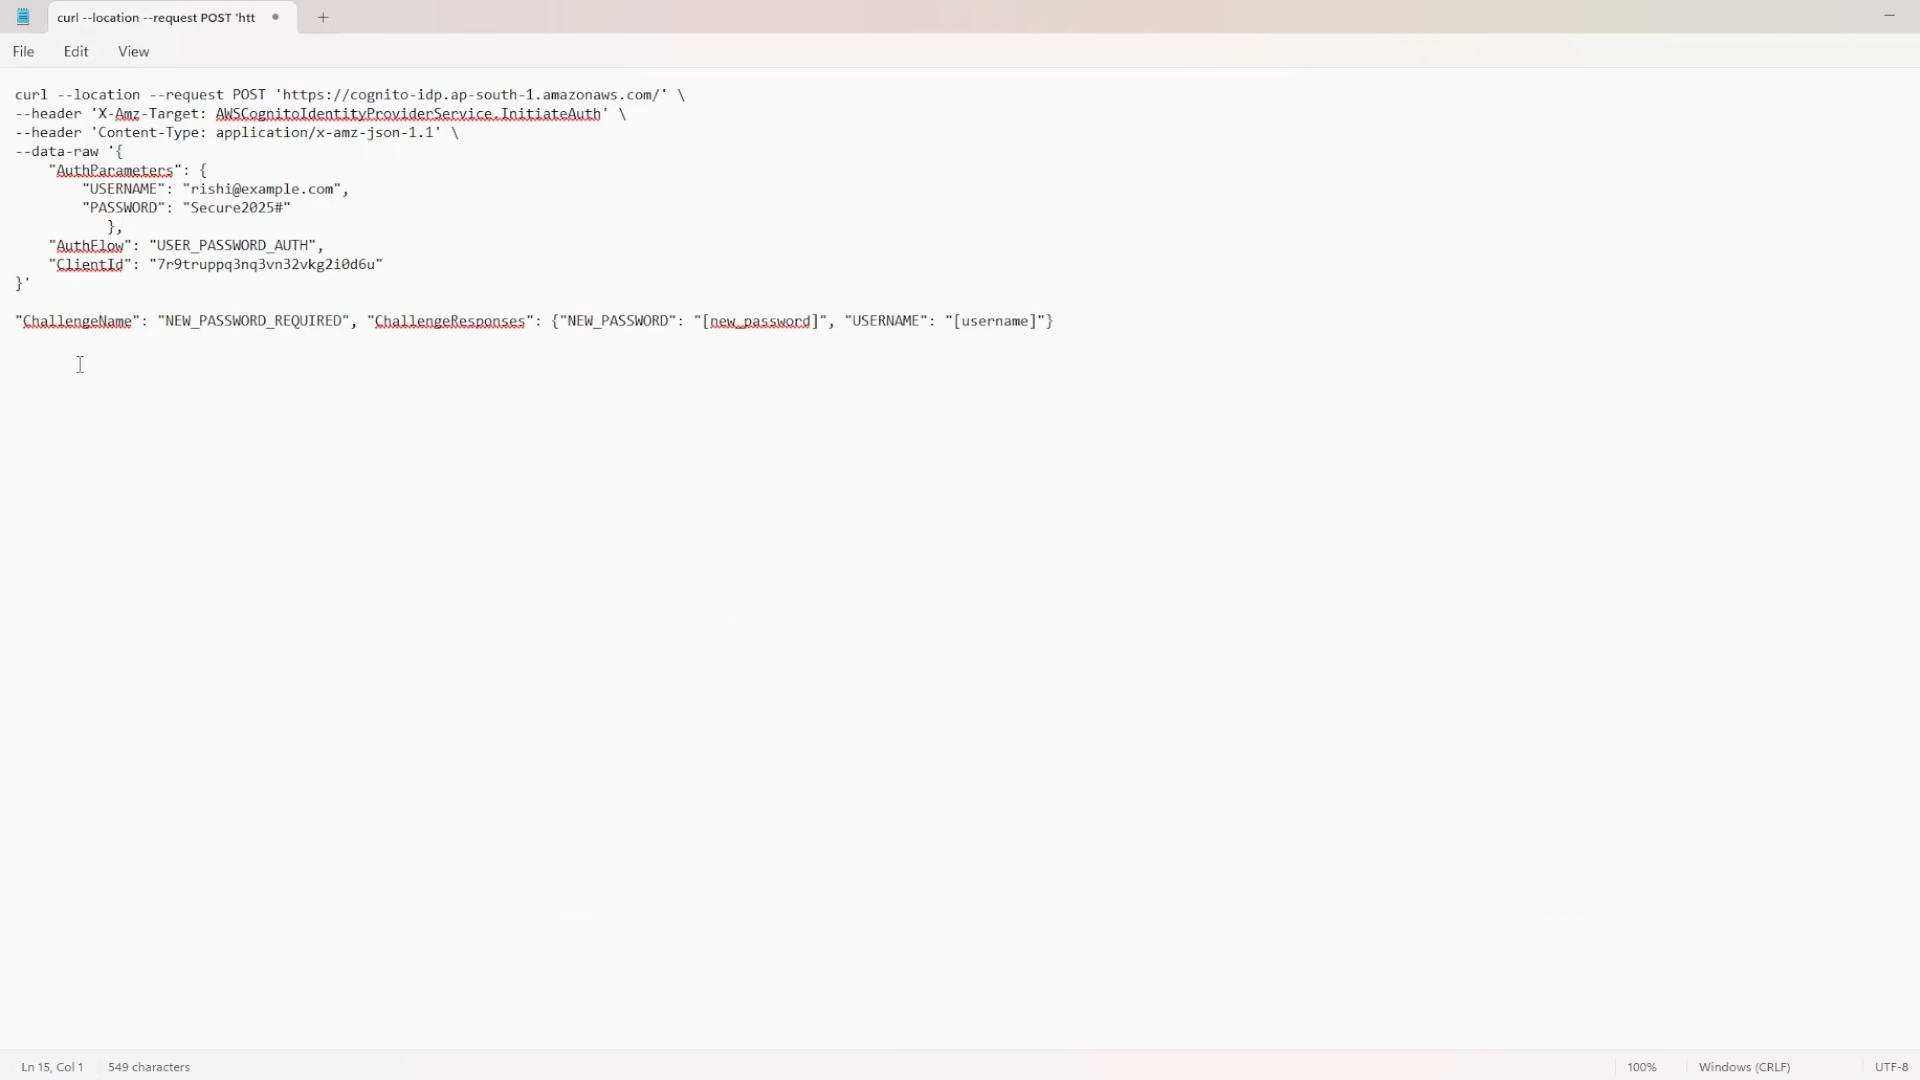 curl --location --request POST 'htt
File Edit View
curl --location --request POST 'https://cognito-idp.ap-south-1.amazonaws.com/' \
--header 'X-Amz-Target: AWSCognitoIdentityProviderService.InitiateAuth' \
--header 'Content-Type: application/x-amz-json-1.1' \
--data-raw '{
    "AuthParameters": {
        "USERNAME": "rishi@example.com",
        "PASSWORD": "Secure2025#"
           },
    "AuthFlow": "USER_PASSWORD_AUTH",
    "ClientId": "7r9truppq3nq3vn32vkg2i0d6u"
}'
"ChallengeName": "NEW_PASSWORD_REQUIRED", "ChallengeResponses": {"NEW_PASSWORD": "[new_password]", "USERNAME": "[username]"}
Ln 15, Col 1 549 characters 100% Windows (CRLF) UTF-8